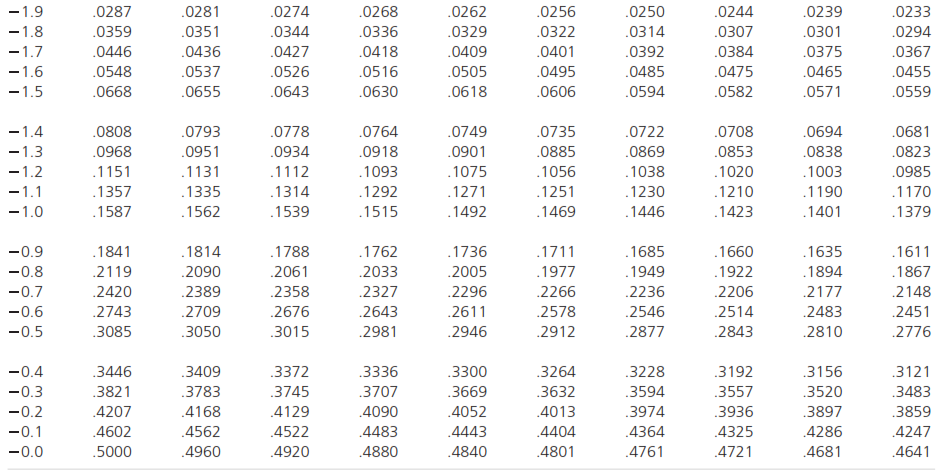 −1.9 .0287 .0281 .0274 .0268 .0262 .0256 .0250 .0244 .0239 .0233
−1.8 .0359 .0351 .0344 .0336 .0329 .0322 .0314 .0307 .0301 .0294
−1.7 .0446 .0436 .0427 .0418 .0409 .0401 .0392 .0384 .0375 .0367
−1.6 .0548 .0537 .0526 .0516 .0505 .0495 .0485 .0475 .0465 .0455
−1.5 .0668 .0655 .0643 .0630 .0618 .0606 .0594 .0582 .0571 .0559
−1.4 .0808 .0793 .0778 .0764 .0749 .0735 .0722 .0708 .0694 .0681
−1.3 .0968 .0951 .0934 .0918 .0901 .0885 .0869 .0853 .0838 .0823
−1.2 .1151 .1131 .1112 .1093 .1075 .1056 .1038 .1020 .1003 .0985
−1.1 .1357 .1335 .1314 .1292 .1271 .1251 .1230 .1210 .1190 .1170
−1.0 .1587 .1562 .1539 .1515 .1492 .1469 .1446 .1423 .1401 .1379
−0.9 .1841 .1814 .1788 .1762 .1736 .1711 .1685 .1660 .1635 .1611
−0.8 .2119 .2090 .2061 .2033 .2005 .1977 .1949 .1922 .1894 .1867
−0.7 .2420 .2389 .2358 .2327 .2296 .2266 .2236 .2206 .2177 .2148
−0.6 .2743 .2709 .2676 .2643 .2611 .2578 .2546 .2514 .2483 .2451
−0.5 .3085 .3050 .3015 .2981 .2946 .2912 .2877 .2843 .2810 .2776
−0.4 .3446 .3409 .3372 .3336 .3300 .3264 .3228 .3192 .3156 .3121
−0.3 .3821 .3783 .3745 .3707 .3669 .3632 .3594 .3557 .3520 .3483
−0.2 .4207 .4168 .4129 .4090 .4052 .4013 .3974 .3936 .3897 .3859
−0.1 .4602 .4562 .4522 .4483 .4443 .4404 .4364 .4325 .4286 .4247
−0.0 .5000 .4960 .4920 .4880 .4840 .4801 .4761 .4721 .4681 .4641